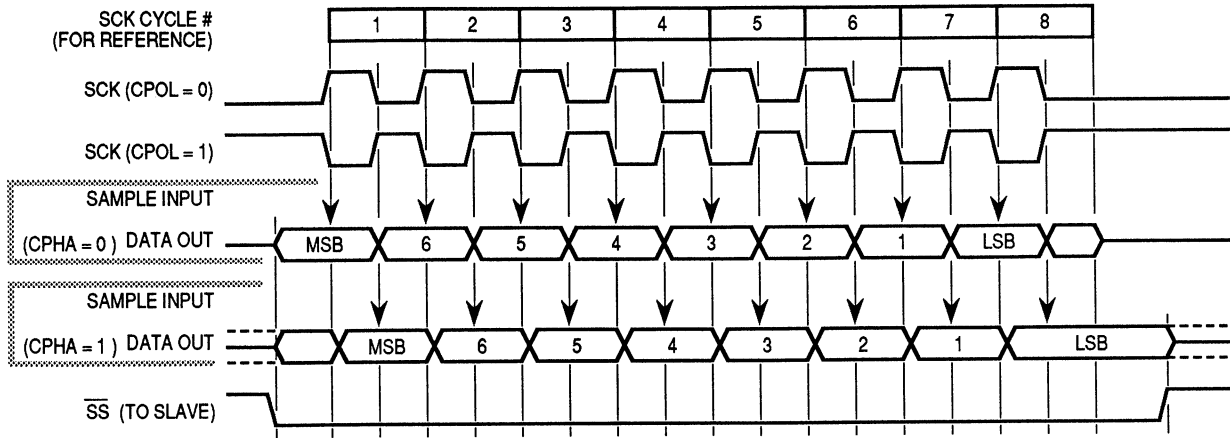 SCK CYCLE # 1 2 3 4 5 6 7 8
(FOR REFERENCE)
SCK (CPOL = 0)
SCK (CPOL = 1)
SAMPLE INPUT
(CPHA = 0) DATA OUT MSB 6 5 4 3 2 1 LSB
SAMPLE INPUT
(CPHA = 1) DATA OUT MSB 6 5 4 3 2 1 LSB
S̅S̅ (TO SLAVE)